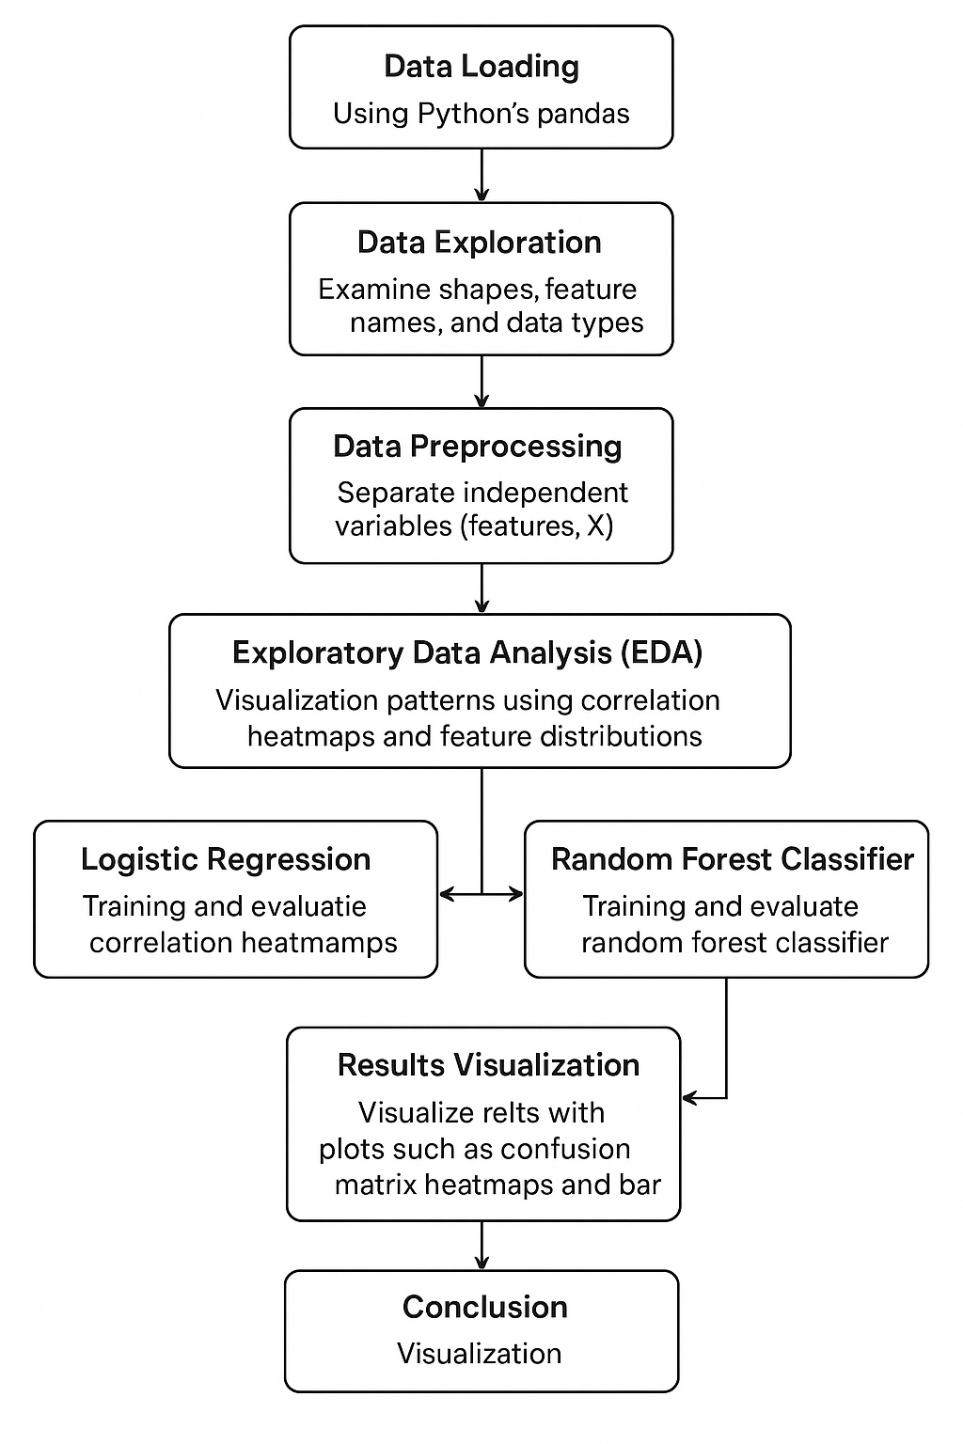 Data Loading
Using Python's pandas
Data Exploration
Examine shapes, feature
names, and data types
Data Preprocessing
Separate independent
variables (features, X)
Exploratory Data Analysis (EDA)
Visualization patterns using correlation
heatmaps and feature distributions
Logistic Regression
Training and evaluatie
correlation heatmamps
Random Forest Classifier
Training and evaluate
random forest classifier
Results Visualization
Visualize relts with
plots such as confusion
matrix heatmaps and bar
Conclusion
Visualization